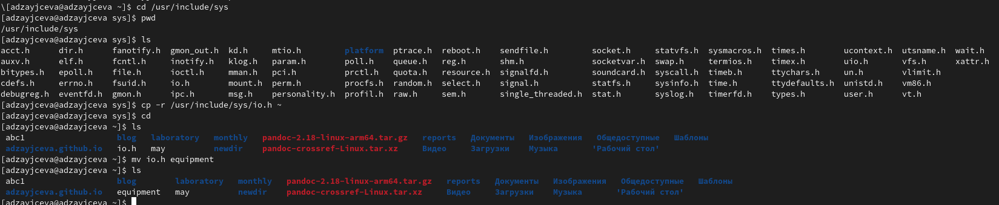 \[adzayjceva@adzayjceva ~]$ cd /usr/include/sys
[adzayjceva@adzayjceva sys]$ pwd
/usr/include/sys
[adzayjceva@adzayjceva sys]$ ls
acct.h dir.h fanotify.h gmon_out.h kd.h mtio.h platform ptrace.h reboot.h sendfile.h socket.h statvfs.h sysmacros.h times.h ucontext.h utsname.h wait.h
auxv.h elf.h fcntl.h inotify.h klog.h param.h poll.h queue.h reg.h shm.h socketvar.h swap.h termios.h timex.h uio.h vfs.h xattr.h
bitypes.h epoll.h file.h ioctl.h mman.h pci.h prctl.h quota.h resource.h signalfd.h soundcard.h syscall.h timeb.h ttychars.h un.h vlimit.h
cdefs.h errno.h fsuid.h io.h mount.h perm.h procfs.h random.h select.h signal.h statfs.h sysinfo.h time.h ttydefaults.h unistd.h vm86.h
debugreg.h eventfd.h gmon.h ipc.h msg.h personality.h profil.h raw.h sem.h single_threaded.h stat.h syslog.h timerfd.h types.h user.h vt.h
[adzayjceva@adzayjceva sys]$ cp -r /usr/include/sys/io.h ~
[adzayjceva@adzayjceva sys]$ cd
[adzayjceva@adzayjceva ~]$ ls
abc1 blog laboratory monthly pandoc-2.18-linux-arm64.tar.gz reports Документы Изображения Общедоступные Шаблоны
adzayjceva.github.io io.h may newdir pandoc-crossref-Linux.tar.xz Видео Загрузки Музыка 'Рабочий стол'
[adzayjceva@adzayjceva ~]$ mv io.h equipment
[adzayjceva@adzayjceva ~]$ ls
abc1 blog laboratory monthly pandoc-2.18-linux-arm64.tar.gz reports Документы Изображения Общедоступные Шаблоны
adzayjceva.github.io equipment may newdir pandoc-crossref-Linux.tar.xz Видео Загрузки Музыка 'Рабочий стол'
[adzayjceva@adzayjceva ~]$